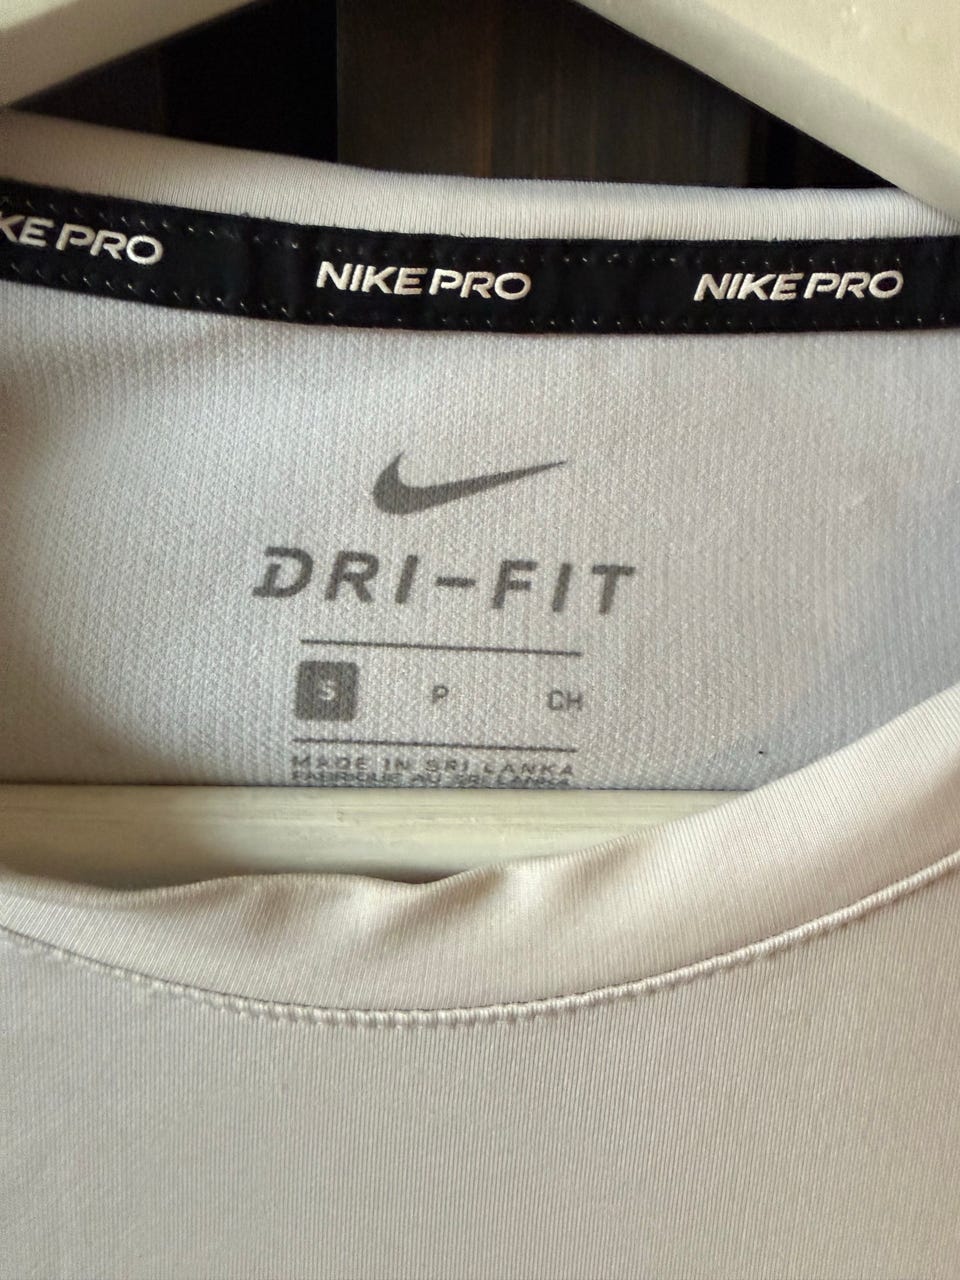 KE PRO NIKE PRO NIKE PRO
DRI-FIT
S P CH
MADE IN SRI LANKA
FABRIQUÉ AU SRI LANKA